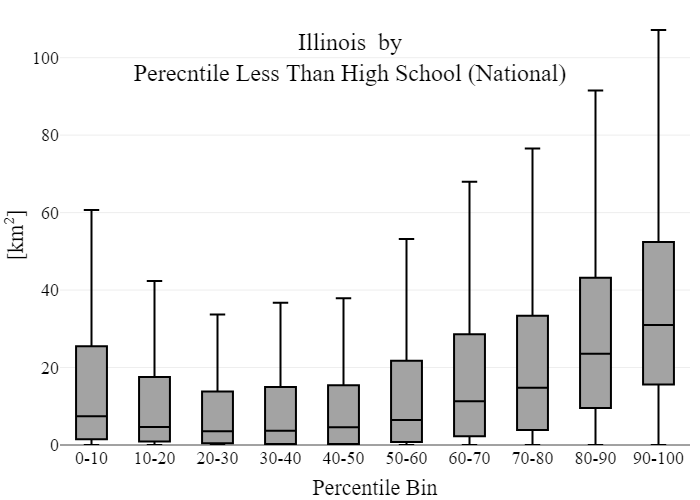 Illinois by
Perecntile Less Than High School (National)
100
80
60
40
20
0
[km²]
0-10 10-20 20-30 30-40 40-50 50-60 60-70 70-80 80-90 90-100
Percentile Bin